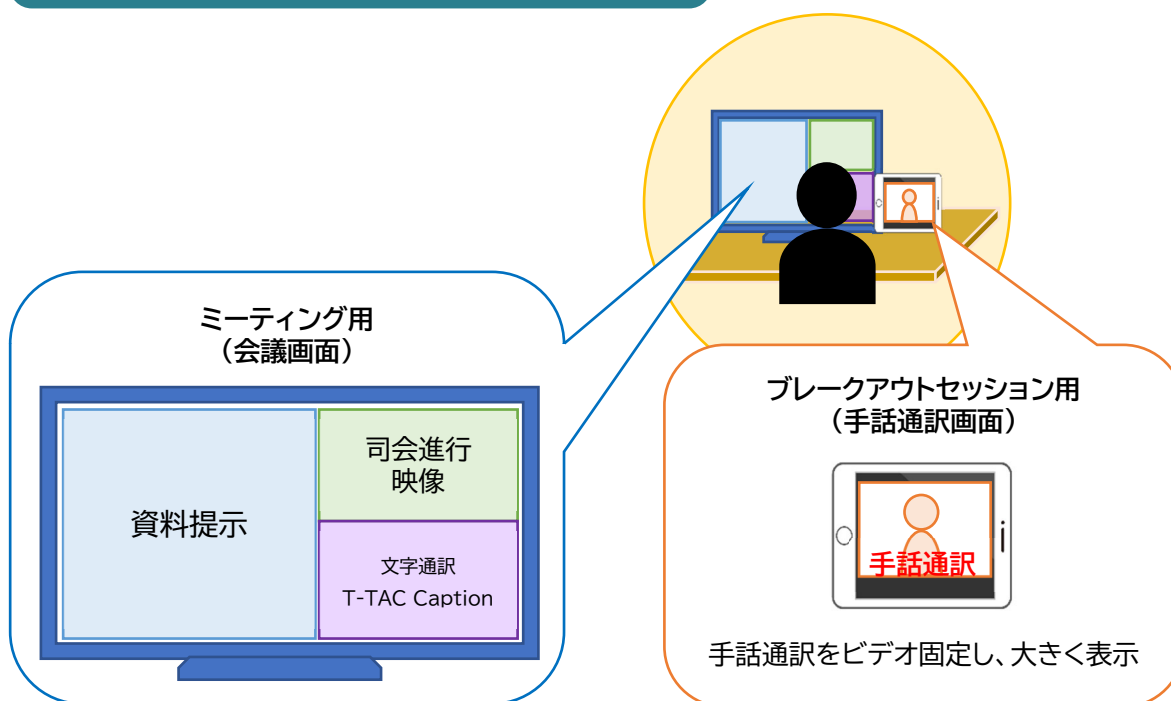 ミーティング用
（会議画面）
資料提示
司会進行
映像
文字通訳
T-TAC Caption
ブレークアウトセッション用
（手話通訳画面）
手話通訳
手話通訳をビデオ固定し、大きく表示